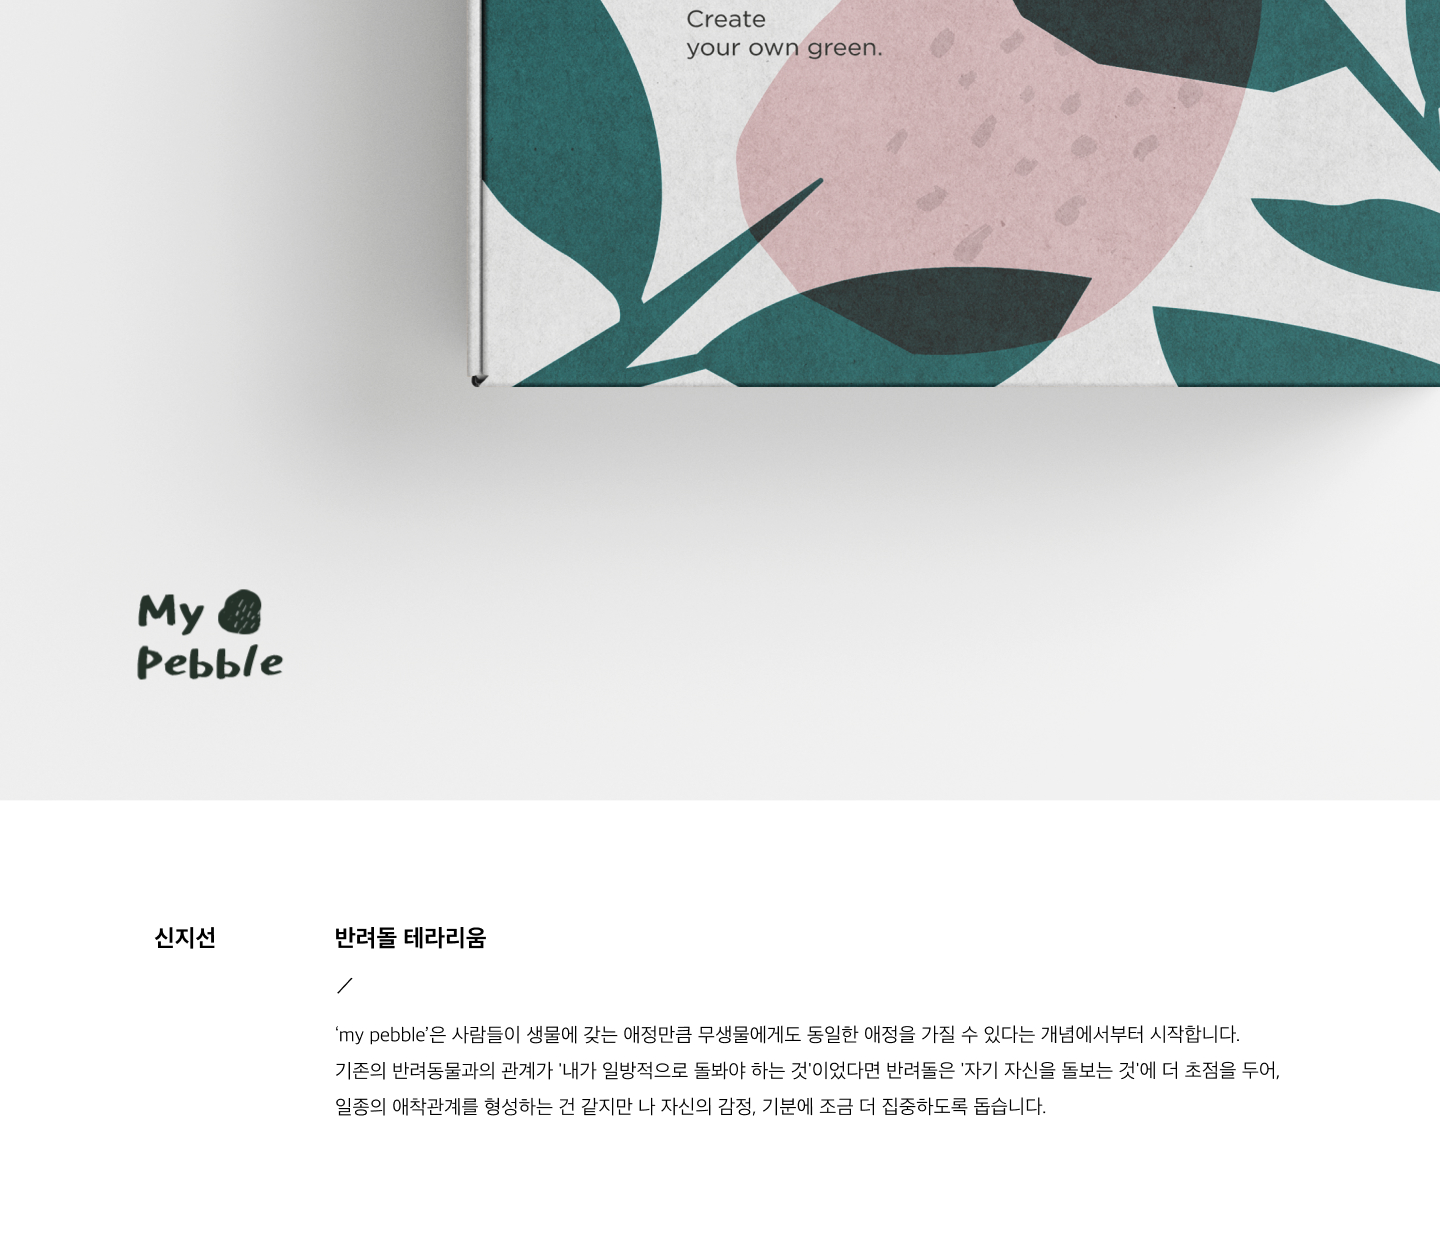 Create
your own green.
My
Pebble
신지선
반려돌 테라리움
/
‘my pebble’은 사람들이 생물에 갖는 애정만큼 무생물에게도 동일한 애정을 가질 수 있다는 개념에서부터 시작합니다.
기존의 반려동물과의 관계가 '내가 일방적으로 돌봐야 하는 것'이었다면 반려돌은 '자기 자신을 돌보는 것'에 더 초점을 두어,
일종의 애착관계를 형성하는 건 같지만 나 자신의 감정, 기분에 조금 더 집중하도록 돕습니다.